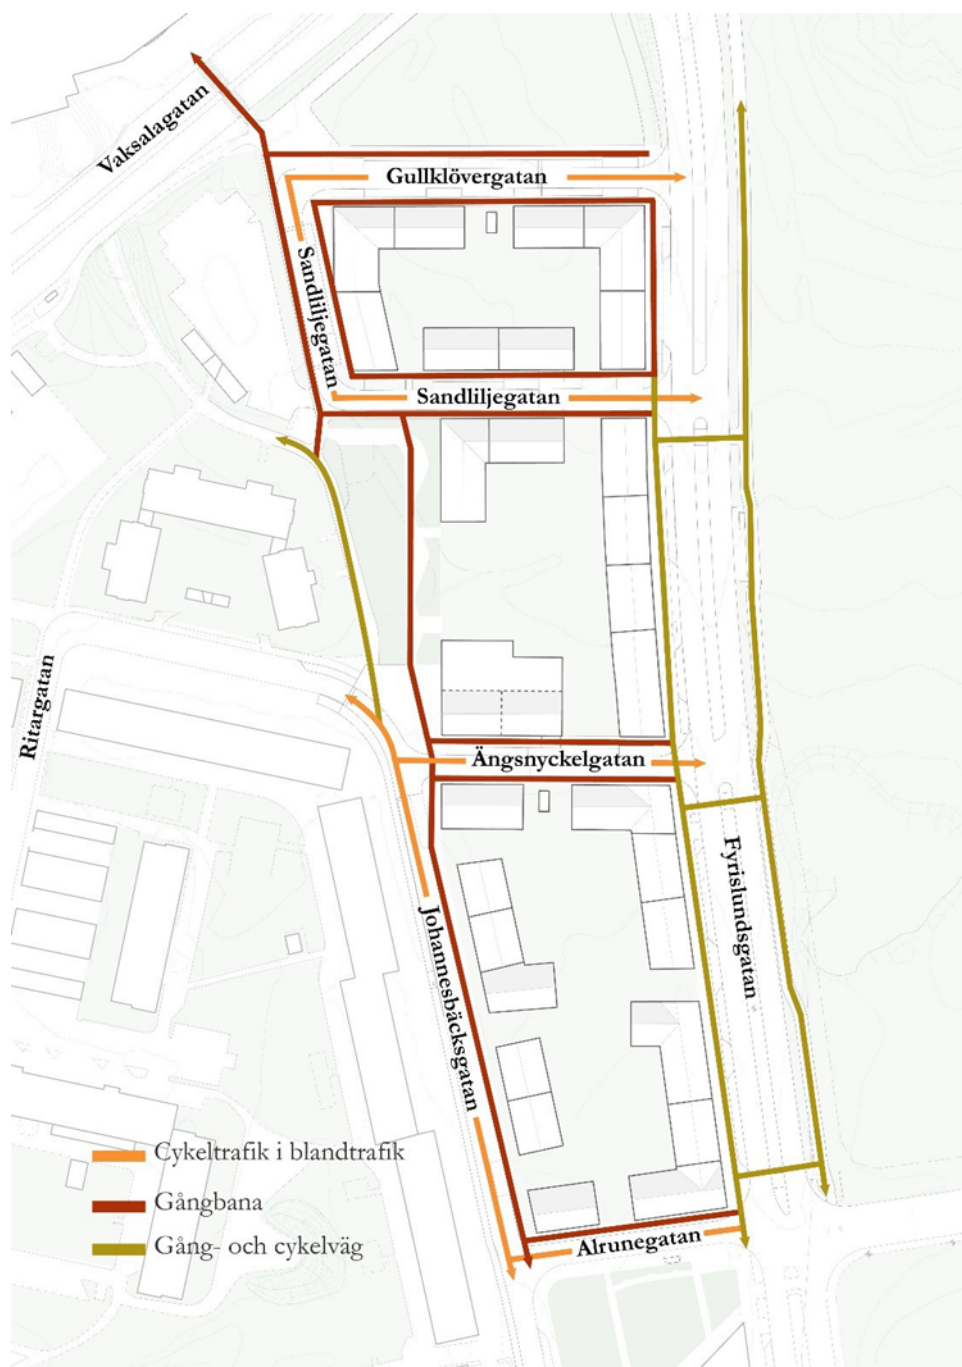 Vaksalagatan
Gullklövergatan
Sandliljegatan
Sandliljegatan
Ritargatan
Ängsnyckelgatan
Fyrislundsgatan
Johannesbäcksgatan
Cykeltrafik i blandtrafik
Gångbana
Gång- och cykelväg
Alrunegatan